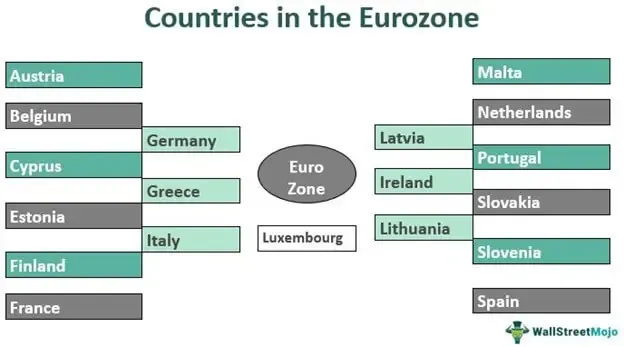 Countries in the Eurozone
Austria
Belgium
Cyprus
Estonia
Finland
France
Germany
Greece
Italy
Euro
Zone
Luxembourg
Latvia
Ireland
Lithuania
Malta
Netherlands
Portugal
Slovakia
Slovenia
Spain
WallStreetMojo